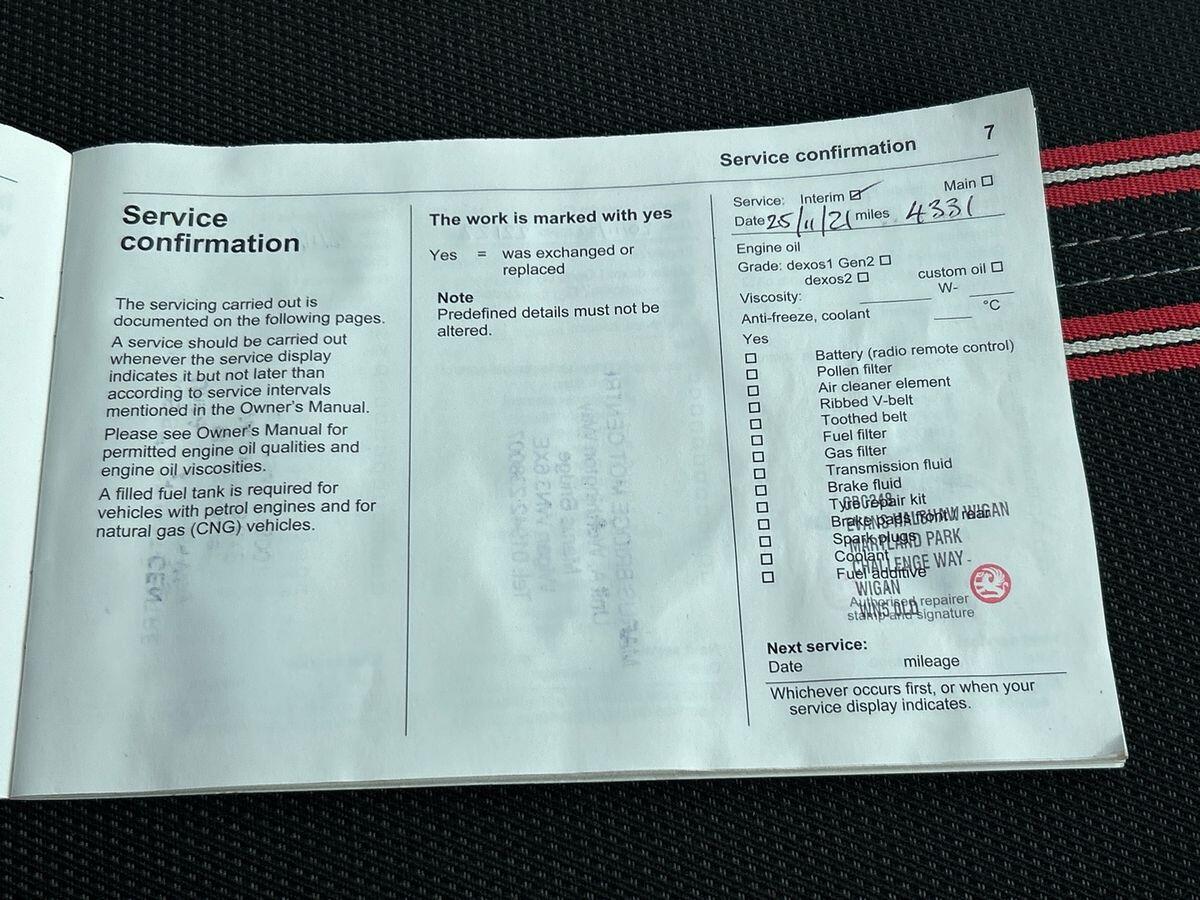 Service confirmation
7
Service
confirmation
The servicing carried out is
documented on the following pages.
A service should be carried out
whenever the service display
indicates it but not later than
according to service intervals
mentioned in the Owner's Manual.
Please see Owner's Manual for
permitted engine oil qualities and
engine oil viscosities.
A filled fuel tank is required for
vehicles with petrol engines and for
natural gas (CNG) vehicles.
The work is marked with yes
Yes = was exchanged or
replaced
Note
Predefined details must not be
altered.
Service: Interim Main
Date 25/11/21 miles 4331
Engine oil
Grade: dexos1 Gen2
dexos2 custom oil
Viscosity: W-
Anti-freeze, coolant °C
Yes
Battery (radio remote control)
Pollen filter
Air cleaner element
Ribbed V-belt
Toothed belt
Fuel filter
Gas filter
Transmission fluid
Brake fluid
Tyre repair kit
Brake pads front / rear
Spark plugs
Coolant
Fuel additive
EVANS HALSHAW WIGAN
MARYLAND PARK
CHALLENGE WAY
WIGAN
WN5 0LD
Authorised repairer
stamp and signature
Next service:
Date mileage
Whichever occurs first, or when your
service display indicates.